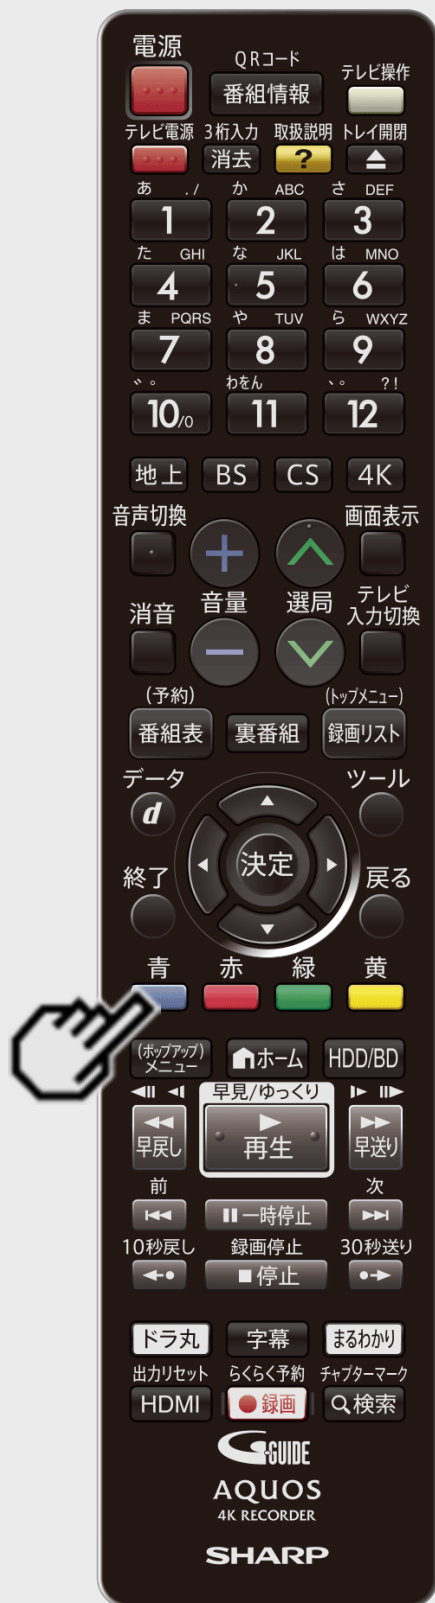 電源
QRコード
番組情報
テレビ操作
テレビ電源 3桁入力 取扱説明 トレイ開閉
消去 ?
あ ./ か ABC さ DEF
1 2 3
た GHI な JKL は MNO
4 5 6
ま PQRS や TUV ら WXYZ
7 8 9
゛゜ わをん 、。 ?!
10/0 11 12
地上 BS CS 4K
音声切換 画面表示
+
消音 音量 選局 テレビ
入力切換
−
(予約) (トップメニュー)
番組表 裏番組 録画リスト
データ ツール
d
決定
終了 戻る
青 赤 緑 黄
(ポップアップ)
メニュー ホーム HDD/BD
早見/ゆっくり
早戻し 再生 早送り
前 次
一時停止
10秒戻し 録画停止 30秒送り
停止
ドラ丸 字幕 まるわかり
出力リセット らくらく予約 チャプターマーク
HDMI 録画 検索
G-GUIDE
AQUOS
4K RECORDER
SHARP